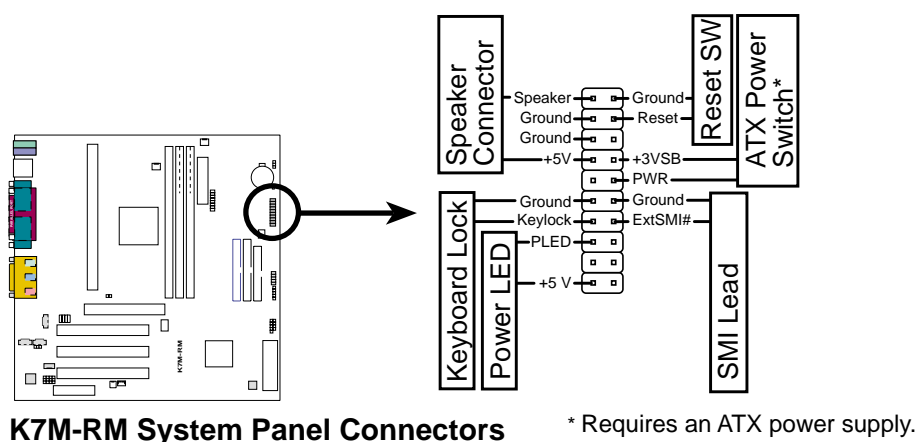 Speaker
Connector
Reset SW
ATX Power
Switch*
Speaker Ground
Ground Reset
Ground
+5V +3VSB
PWR
Ground Ground
Keylock ExtSMI#
PLED
+5 V
Keyboard Lock
Power LED
SMI Lead
K7M-RM
K7M-RM System Panel Connectors
* Requires an ATX power supply.